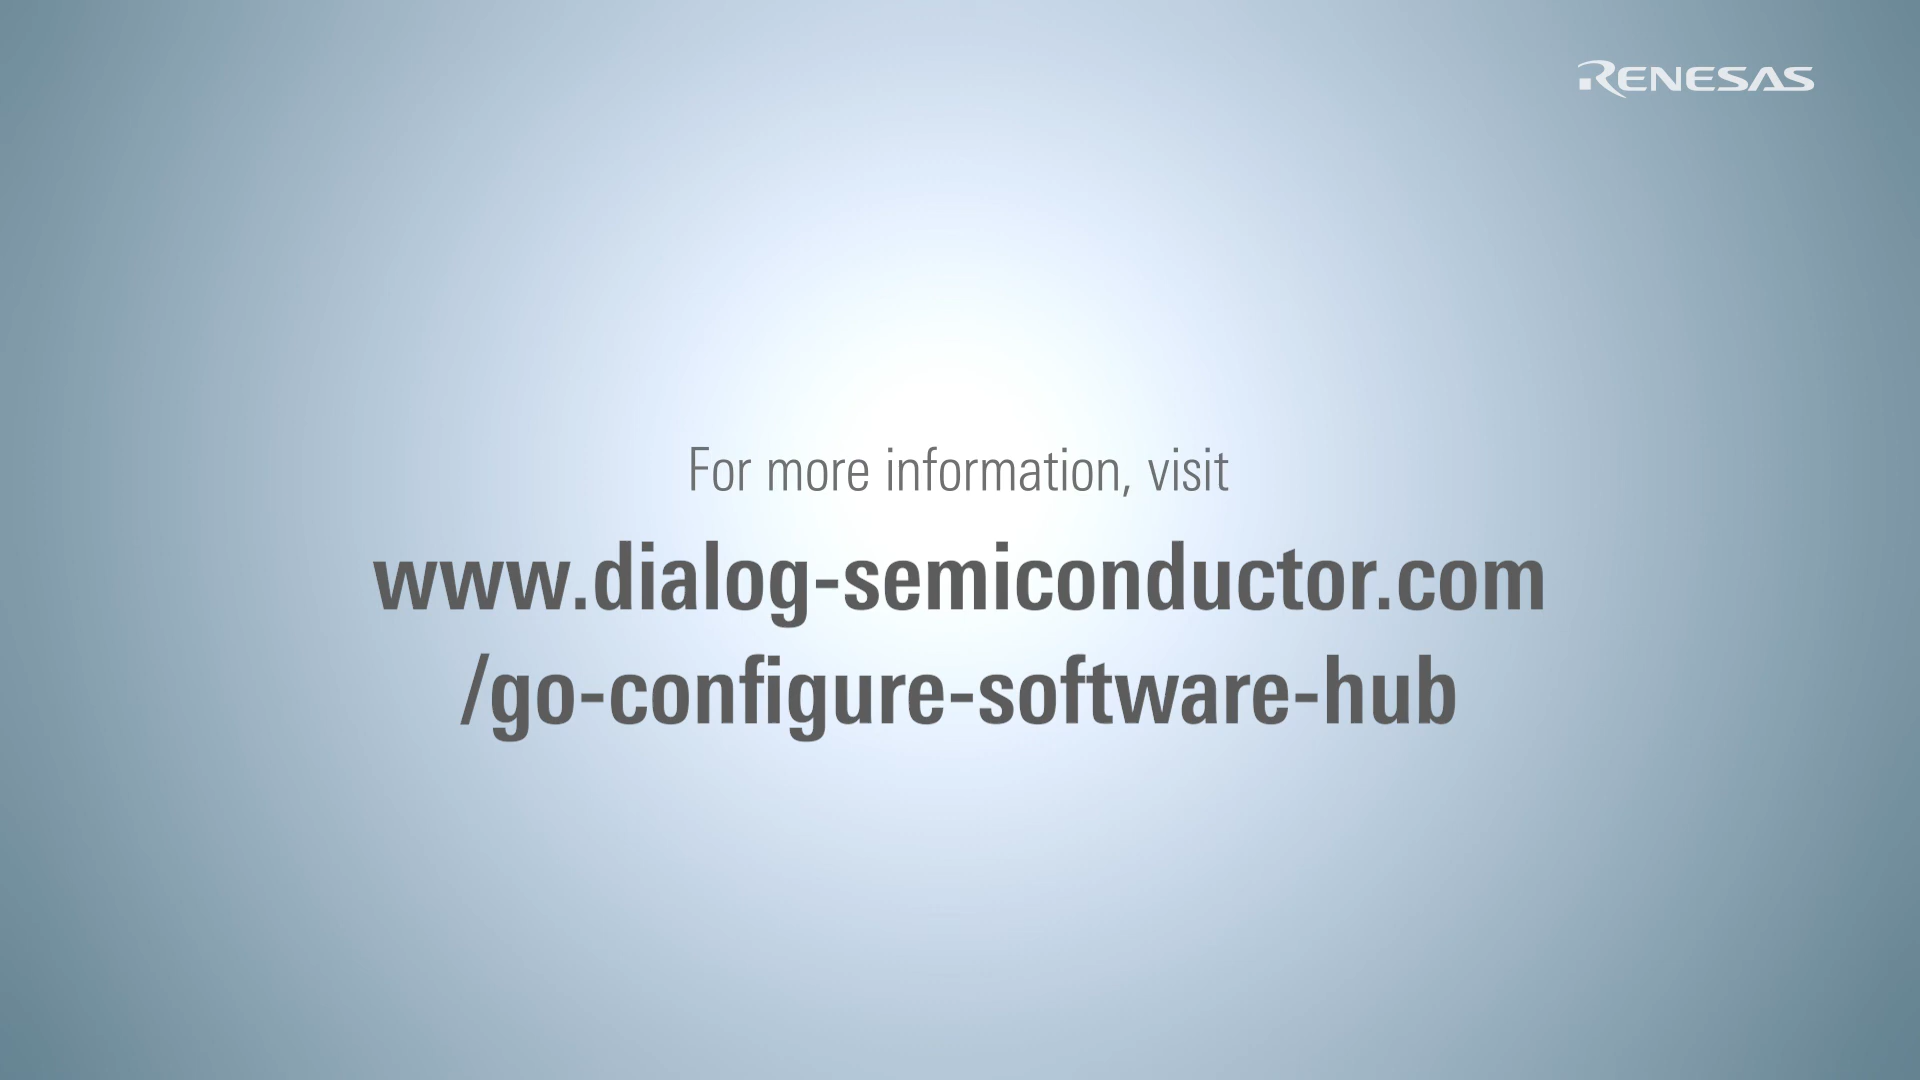 RENESAS
For more information, visit
www.dialog-semiconductor.com
/go-configure-software-hub